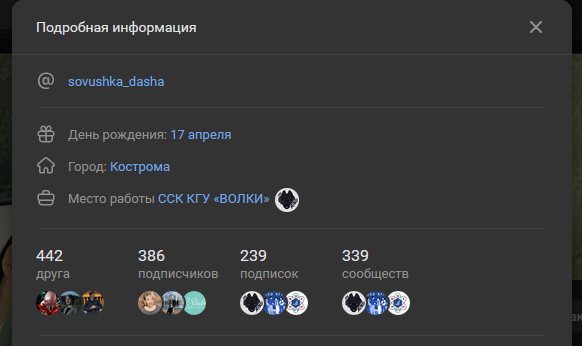 Подробная информация
@ sovushka_dasha
День рождения: 17 апреля
Город: Кострома
Место работы ССК КГУ «ВОЛКИ»
442 386 239 339
друга подписчиков подписок сообществ